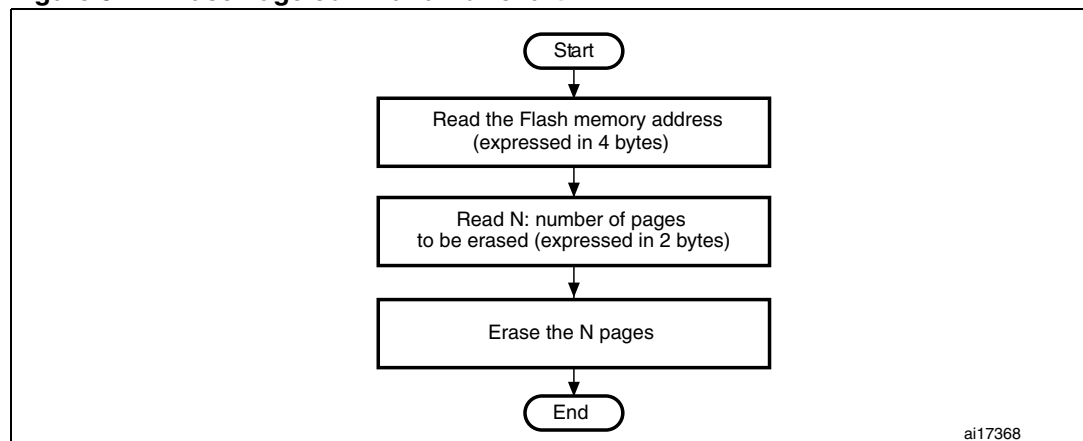 Start
Read the Flash memory address
(expressed in 4 bytes)
Read N: number of pages
to be erased (expressed in 2 bytes)
Erase the N pages
End
ai17368